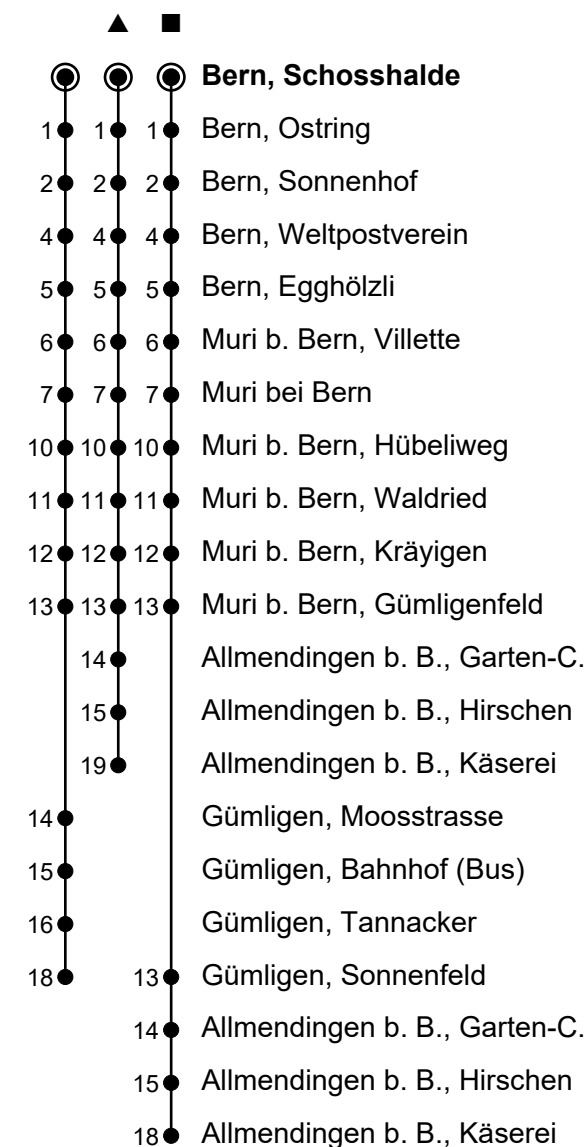 ▲ ■
Bern, Schosshalde
1 1 1 Bern, Ostring
2 2 2 Bern, Sonnenhof
4 4 4 Bern, Weltpostverein
5 5 5 Bern, Egghölzli
6 6 6 Muri b. Bern, Villette
7 7 7 Muri bei Bern
10 10 10 Muri b. Bern, Hübeliweg
11 11 11 Muri b. Bern, Waldried
12 12 12 Muri b. Bern, Kräyigen
13 13 13 Muri b. Bern, Gümligenfeld
14 Allmendingen b. B., Garten-C.
15 Allmendingen b. B., Hirschen
19 Allmendingen b. B., Käserei
14 Gümligen, Moosstrasse
15 Gümligen, Bahnhof (Bus)
16 Gümligen, Tannacker
18 13 Gümligen, Sonnenfeld
14 Allmendingen b. B., Garten-C.
15 Allmendingen b. B., Hirschen
18 Allmendingen b. B., Käserei